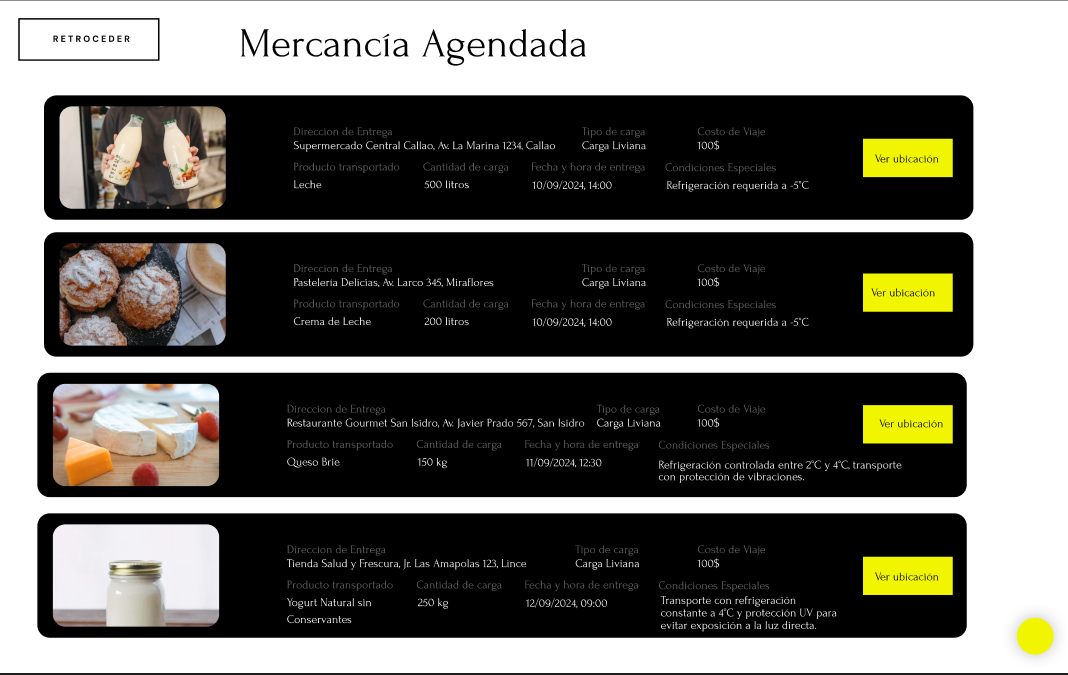 RETROCEDER
Mercancía Agendada
Direccion de Entrega Tipo de carga Costo de Viaje
Supermercado Central Callao, Av. La Marina 1234, Callao Carga Liviana 100$
Ver ubicación
Producto transportado Cantidad de carga Fecha y hora de entrega Condiciones Especiales
Leche 500 litros 10/09/2024, 14:00 Refrigeración requerida a -5°C
Direccion de Entrega Tipo de carga Costo de Viaje
Pasteleria Delicias, Av. Larco 345, Miraflores Carga Liviana 100$
Ver ubicación
Producto transportado Cantidad de carga Fecha y hora de entrega Condiciones Especiales
Crema de Leche 200 litros 10/09/2024, 14:00 Refrigeración requerida a -5°C
Direccion de Entrega Tipo de carga Costo de Viaje
Restaurante Gourmet San Isidro, Av. Javier Prado 567, San Isidro Carga Liviana 100$
Ver ubicación
Producto transportado Cantidad de carga Fecha y hora de entrega Condiciones Especiales
Queso Brie 150 kg 11/09/2024, 12:30 Refrigeración controlada entre 2°C y 4°C, transporte
con protección de vibraciones.
Direccion de Entrega Tipo de carga Costo de Viaje
Tienda Salud y Frescura, Jr. Las Amapolas 123, Lince Carga Liviana 100$
Ver ubicación
Producto transportado Cantidad de carga Fecha y hora de entrega Condiciones Especiales
Yogurt Natural sin 250 kg 12/09/2024, 09:00 Transporte con refrigeración
constante a 4°C y protección UV para
Conservantes evitar exposición a la luz directa.